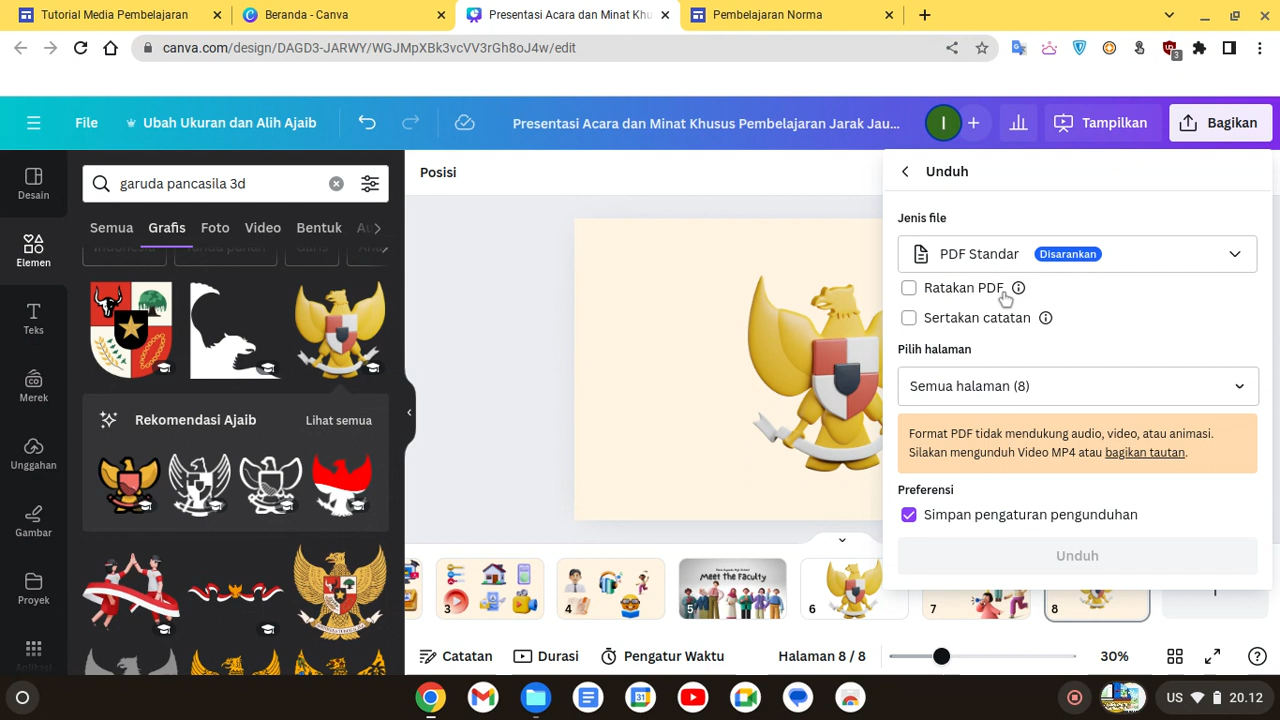 Tutorial Media Pembelajaran
Beranda - Canva
Presentasi Acara dan Minat Khu
Pembelajaran Norma
canva.com/design/DAGD3-JARWY/WGJMpXBk3vcVV3rGh8oJ4w/edit
3
File
Ubah Ukuran dan Alih Ajaib
Presentasi Acara dan Minat Khusus Pembelajaran Jarak Jau...
I
Tampilkan
Bagikan
Desain
Elemen
Teks
Merek
Unggahan
Gambar
Proyek
Aplikasi
garuda pancasila 3d
Semua
Grafis
Foto
Video
Bentuk
Rekomendasi Ajaib
Lihat semua
Posisi
Unduh
Jenis file
PDF Standar
Disarankan
Ratakan PDF
Sertakan catatan
Pilih halaman
Semua halaman (8)
Format PDF tidak mendukung audio, video, atau animasi.
Silakan mengunduh Video MP4 atau bagikan tautan.
Preferensi
Simpan pengaturan pengunduhan
Unduh
3
4
Meet the Faculty
5
6
7
8
Catatan
Durasi
Pengatur Waktu
Halaman 8 / 8
30%
US
20.12